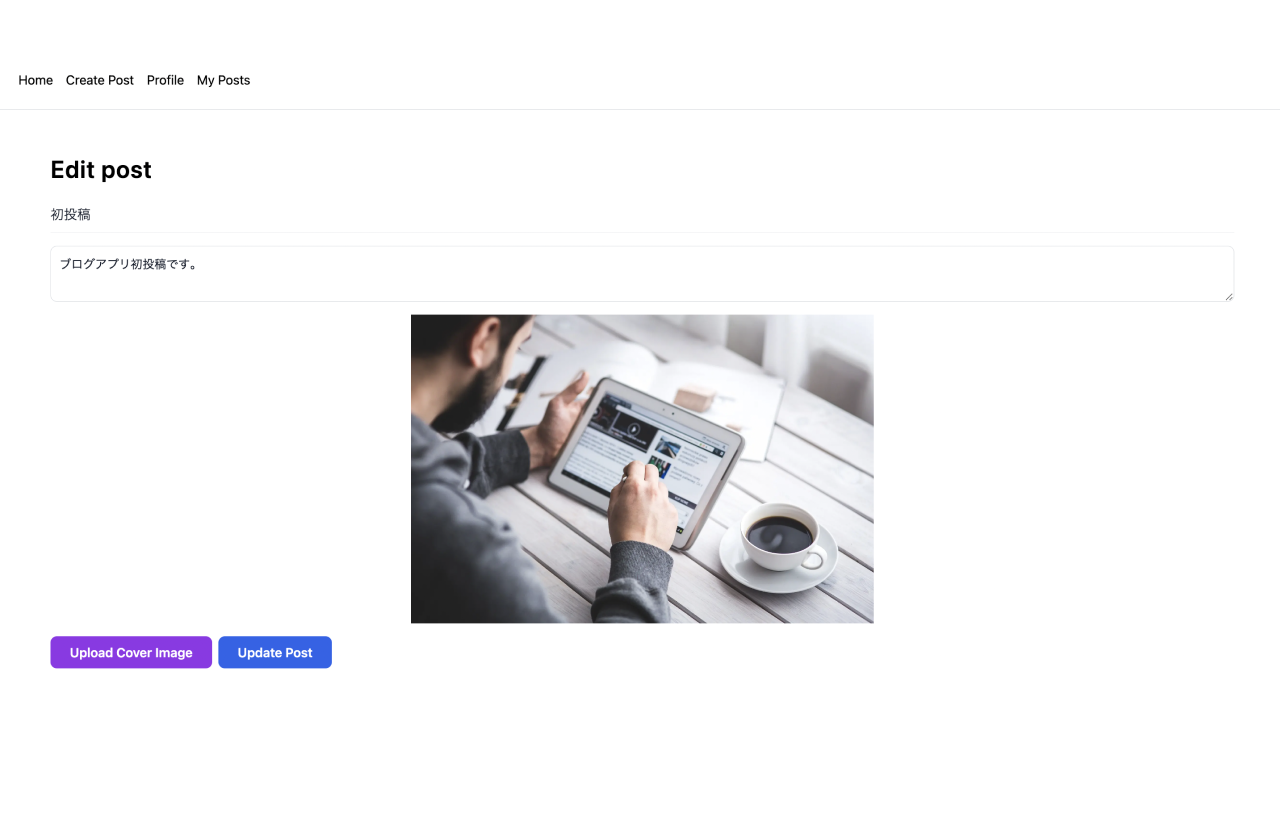 Home Create Post Profile My Posts
Edit post
初投稿
ブログアプリ初投稿です。
Upload Cover Image Update Post